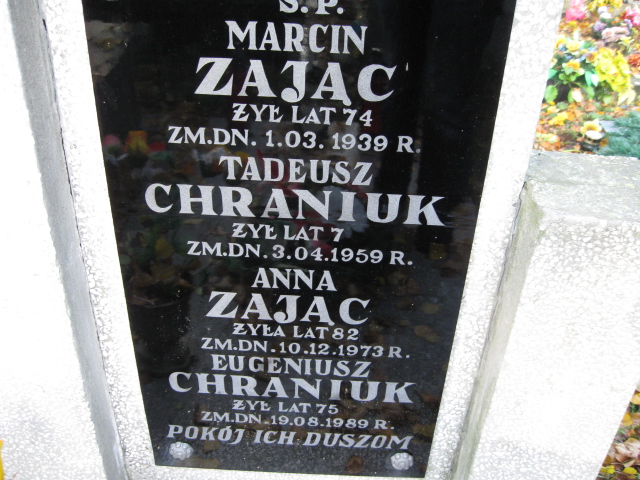 Ś. P.
MARCIN
ZAJĄC
ŻYŁ LAT 74
ZM.DN. 1.03. 1939 R.
TADEUSZ
CHRANIUK
ŻYŁ LAT 7
ZM.DN. 3.04.1959 R.
ANNA
ZAJĄC
ŻYŁA LAT 82
ZM.DN. 10.12.1973 R.
EUGENIUSZ
CHRANIUK
ŻYŁ LAT 75
ZM.DN. 19.08.1989 R.
POKÓJ ICH DUSZOM